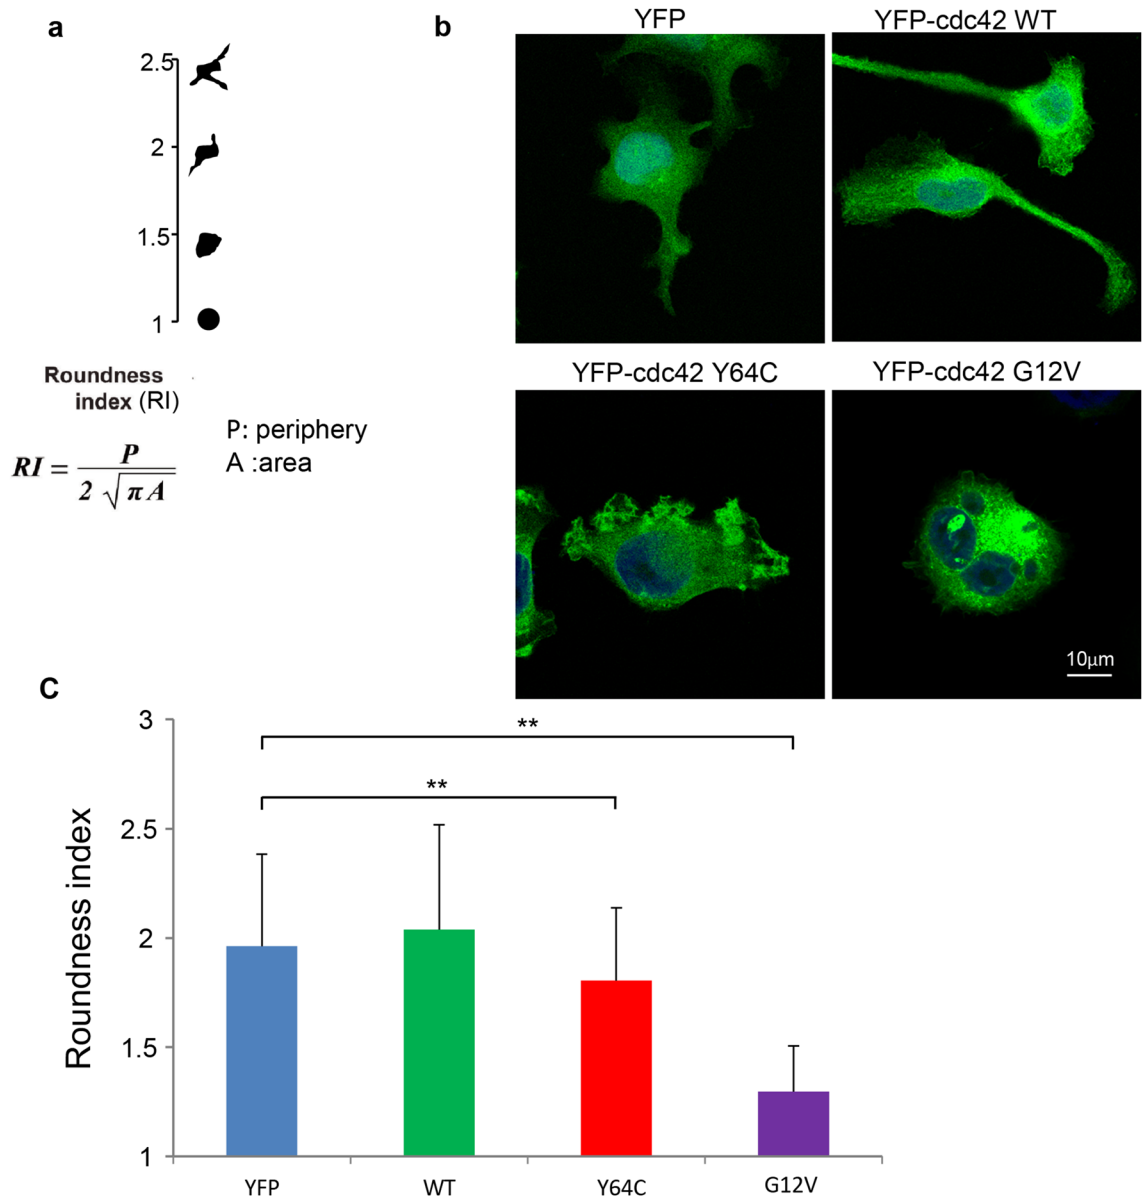 a
2.5
2
1.5
1
Roundness
index (RI)
RI = P / 2 √πA
P: periphery
A :area
b
YFP
YFP-cdc42 WT
YFP-cdc42 Y64C
YFP-cdc42 G12V
10µm
C
**
**
3
2.5
2
1.5
1
Roundness index
YFP
WT
Y64C
G12V